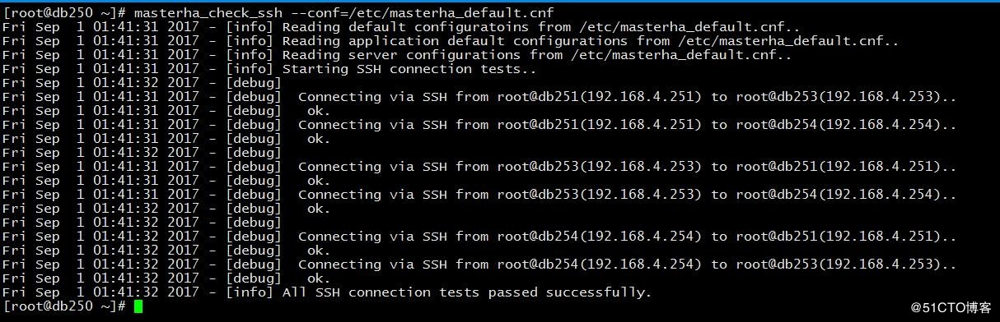 [root@db250 ~]# masterha_check_ssh --conf=/etc/masterha_default.cnf
Fri Sep  1 01:41:31 2017 - [info] Reading default configuratoins from /etc/masterha_default.cnf..
Fri Sep  1 01:41:31 2017 - [info] Reading application default configurations from /etc/masterha_default.cnf..
Fri Sep  1 01:41:31 2017 - [info] Reading server configurations from /etc/masterha_default.cnf..
Fri Sep  1 01:41:31 2017 - [info] Starting SSH connection tests..
Fri Sep  1 01:41:32 2017 - [debug]
Fri Sep  1 01:41:31 2017 - [debug]  Connecting via SSH from root@db251(192.168.4.251) to root@db253(192.168.4.253)..
Fri Sep  1 01:41:31 2017 - [debug]   ok.
Fri Sep  1 01:41:31 2017 - [debug]  Connecting via SSH from root@db251(192.168.4.251) to root@db254(192.168.4.254)..
Fri Sep  1 01:41:31 2017 - [debug]   ok.
Fri Sep  1 01:41:32 2017 - [debug]
Fri Sep  1 01:41:31 2017 - [debug]  Connecting via SSH from root@db253(192.168.4.253) to root@db251(192.168.4.251)..
Fri Sep  1 01:41:31 2017 - [debug]   ok.
Fri Sep  1 01:41:31 2017 - [debug]  Connecting via SSH from root@db253(192.168.4.253) to root@db254(192.168.4.254)..
Fri Sep  1 01:41:31 2017 - [debug]   ok.
Fri Sep  1 01:41:32 2017 - [debug]
Fri Sep  1 01:41:32 2017 - [debug]  Connecting via SSH from root@db254(192.168.4.254) to root@db251(192.168.4.251)..
Fri Sep  1 01:41:32 2017 - [debug]   ok.
Fri Sep  1 01:41:32 2017 - [debug]  Connecting via SSH from root@db254(192.168.4.254) to root@db253(192.168.4.253)..
Fri Sep  1 01:41:32 2017 - [debug]   ok.
Fri Sep  1 01:41:32 2017 - [info] All SSH connection tests passed successfully.
[root@db250 ~]#
@51CTO博客